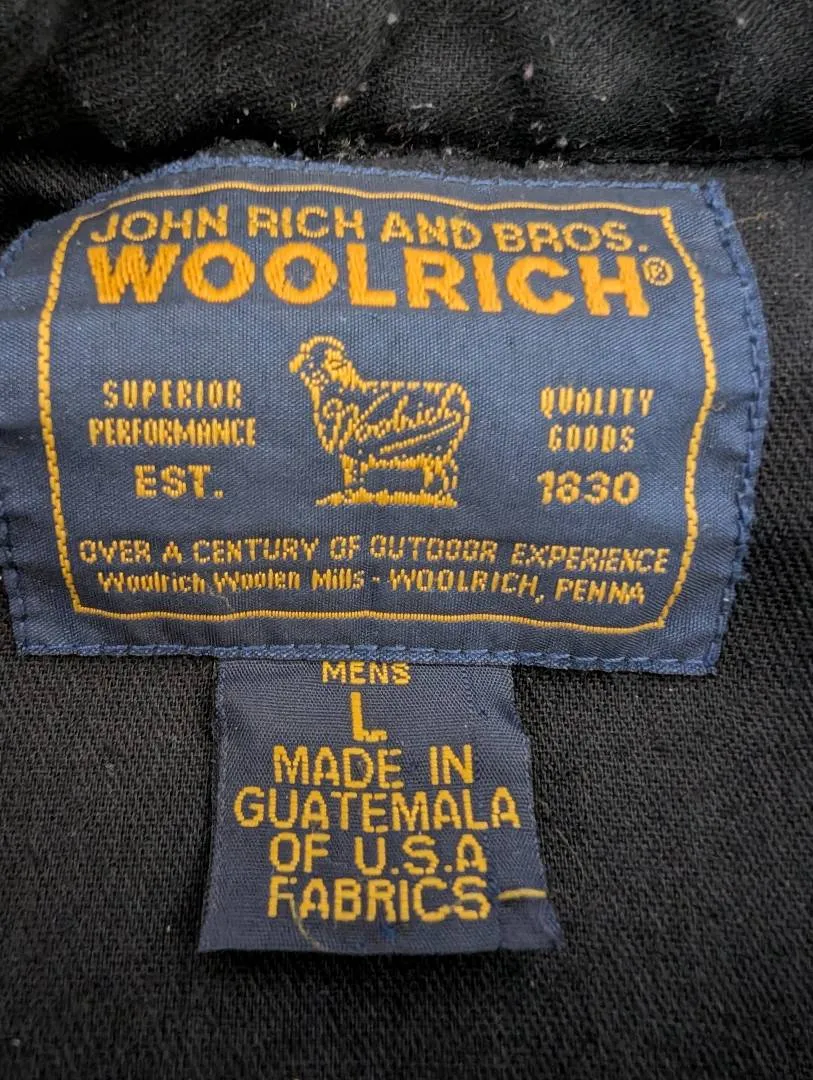 JOHN RICH AND BROS.
WOOLRICH®
SUPERIOR
PERFORMANCE
EST.
Woolrich
QUALITY
GOODS
1830
OVER A CENTURY OF OUTDOOR EXPERIENCE
Woolrich Woolen Mills - WOOLRICH, PENNA
MENS
L
MADE IN
GUATEMALA
OF U.S.A
FABRICS